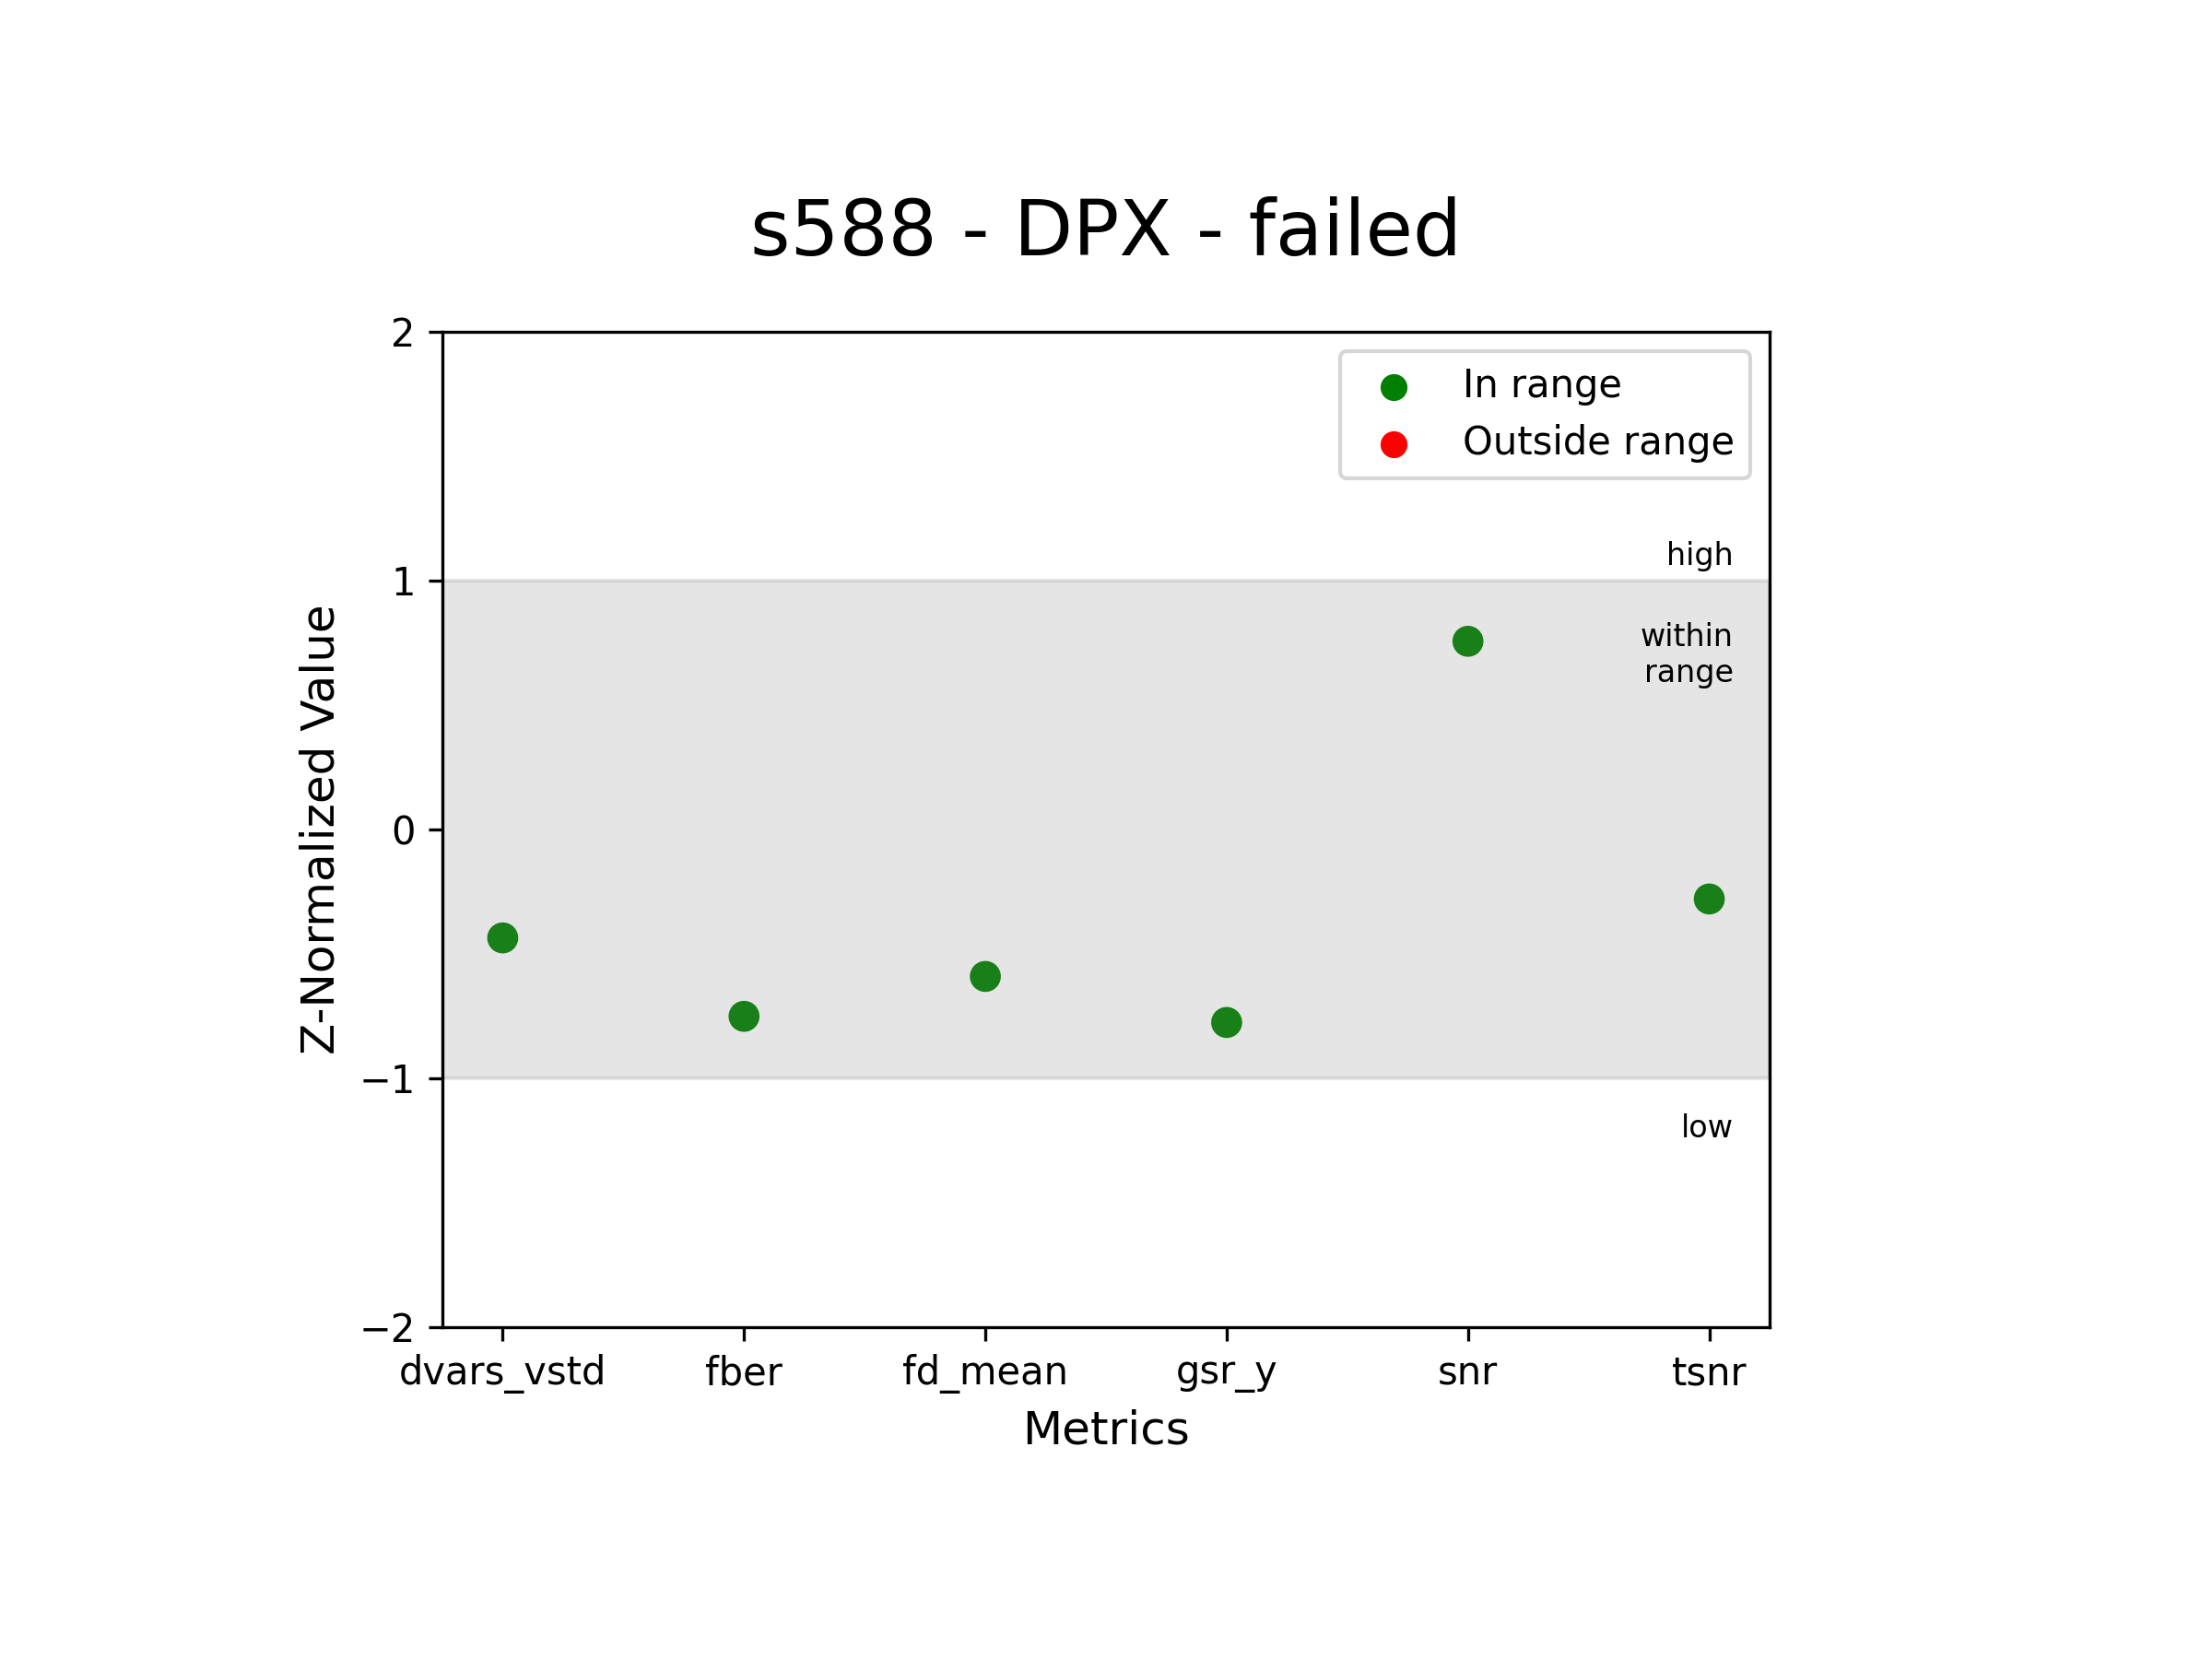 s588 - DPX - failed
2
In range
Outside range
high
1
within
range
Z-Normalized Value
0
−1
low
−2
dvars_vstd fber fd_mean gsr_y snr tsnr
Metrics